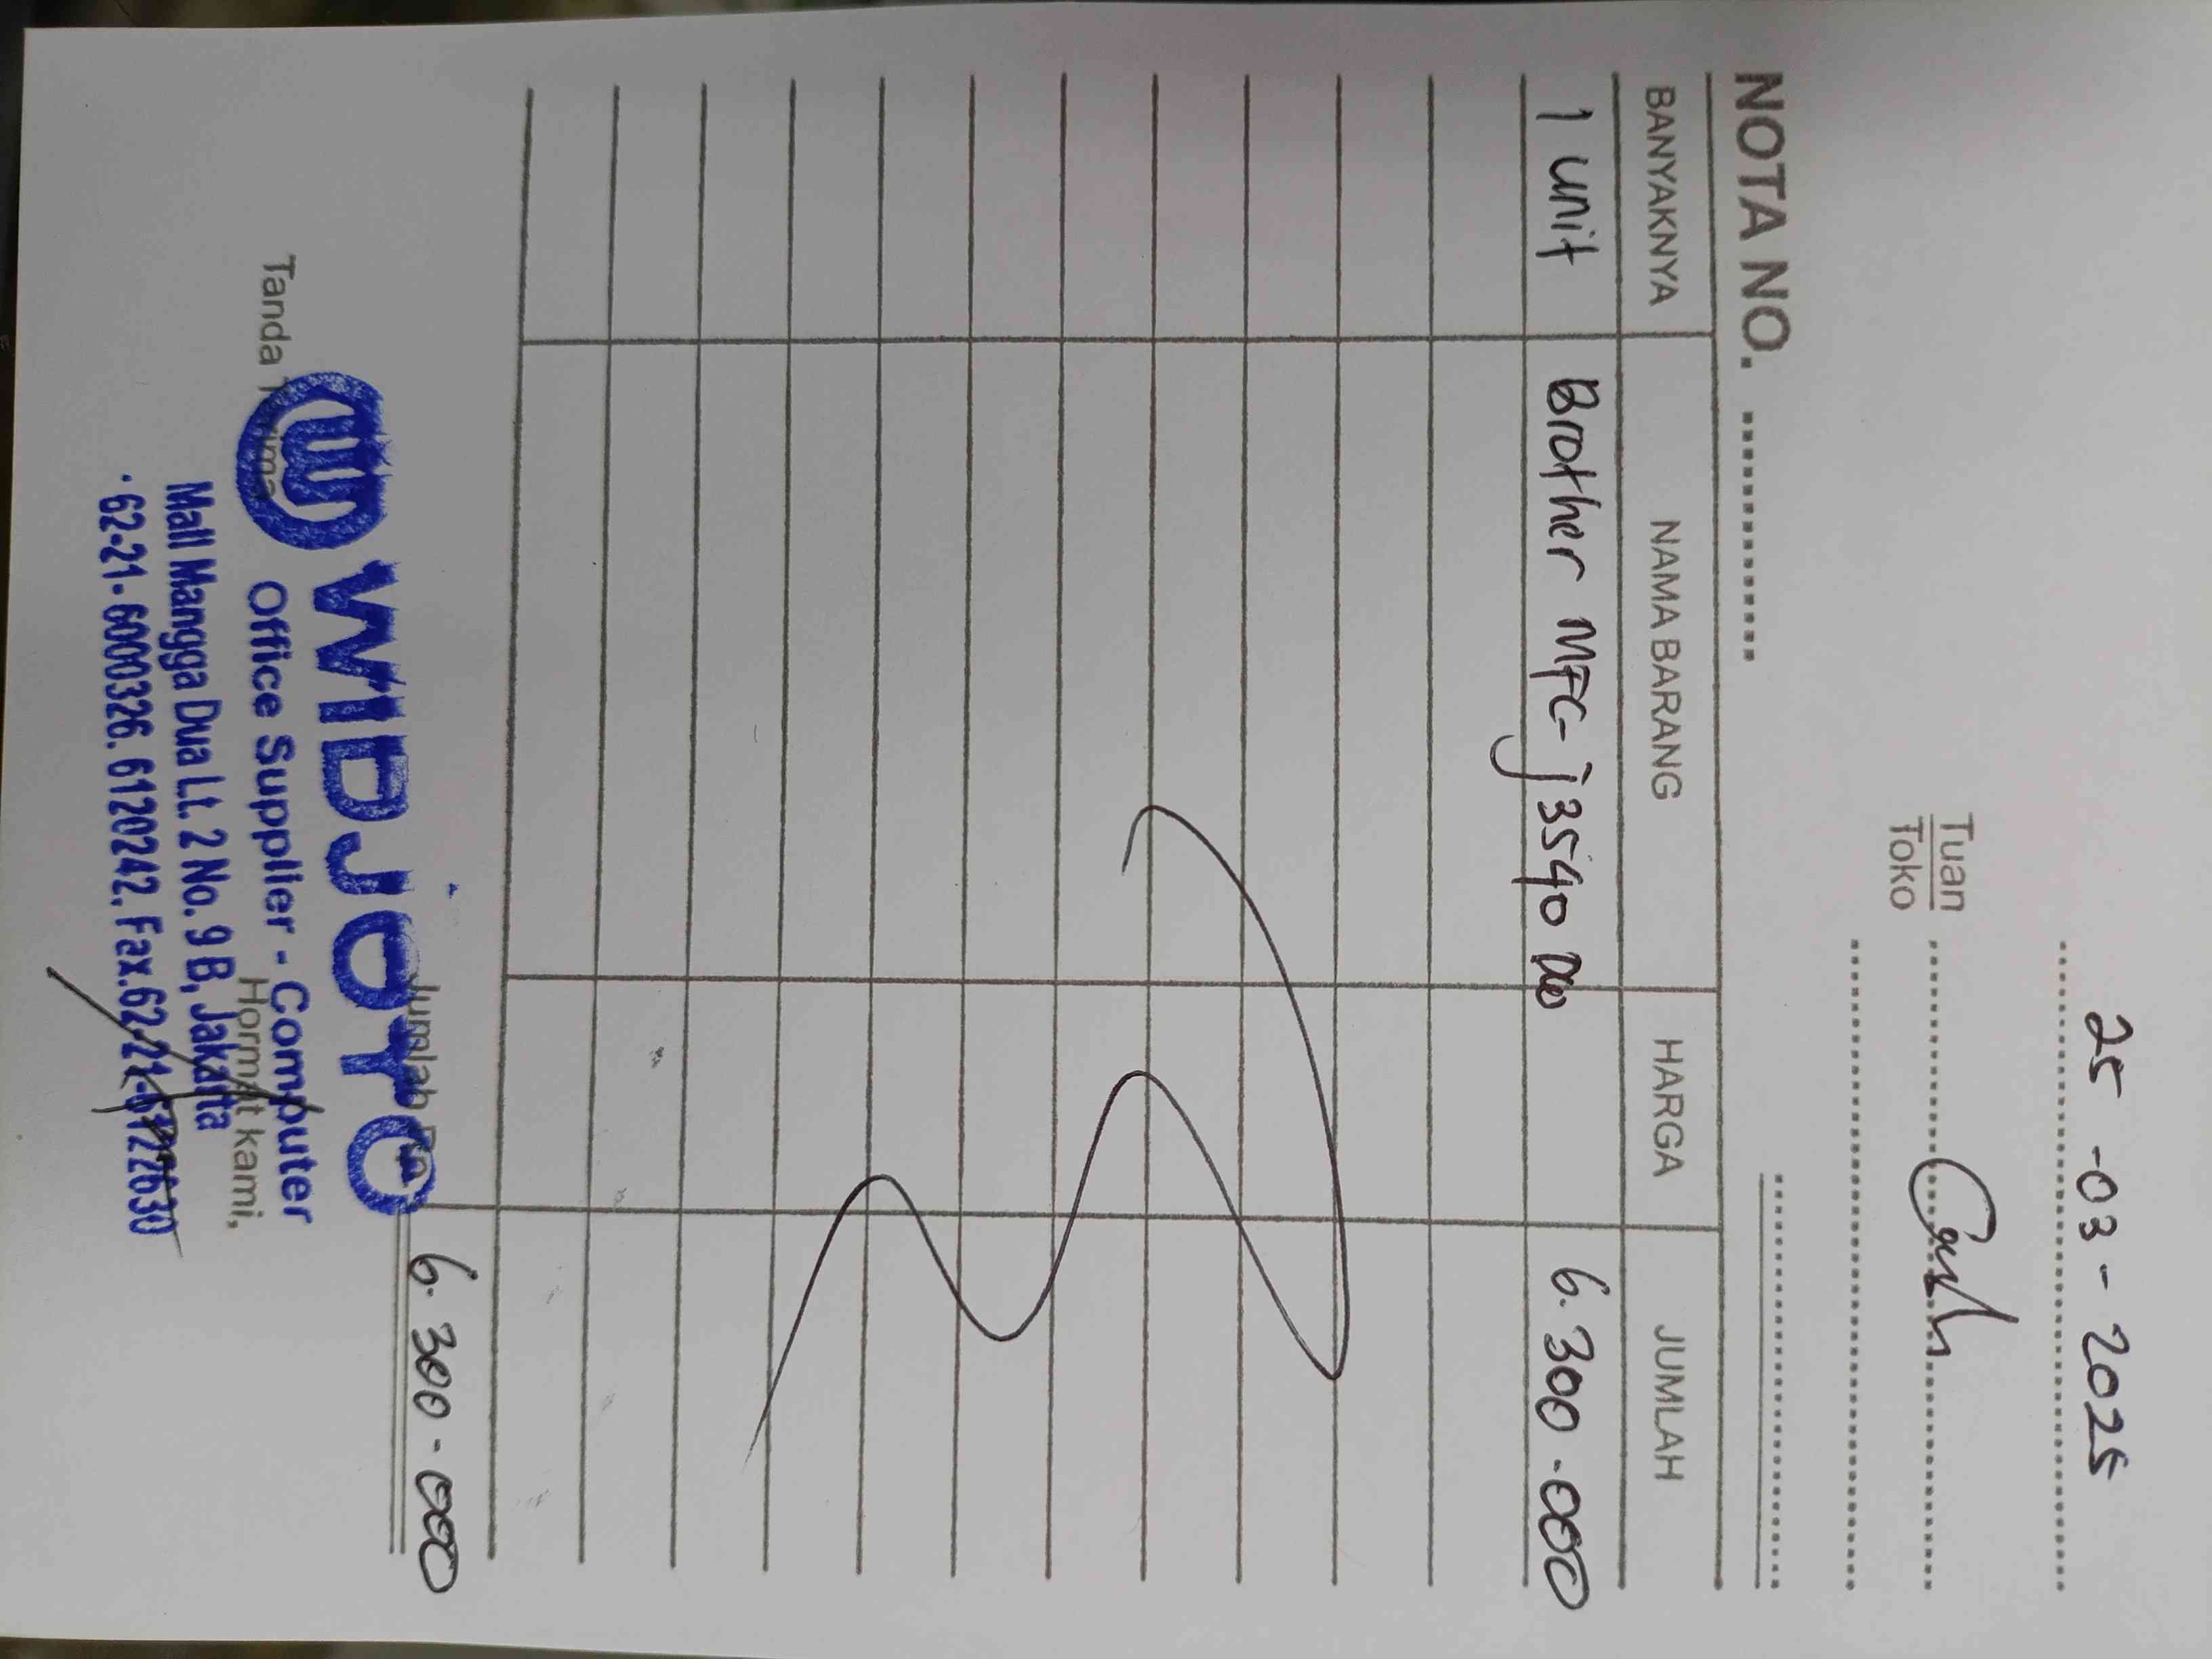 25 - 03 - 2025
Tuan
Toko
Cash
NOTA NO.
BANYAKNYA NAMA BARANG HARGA JUMLAH
1 unit Brother MFC-J3540 DW 6.300.000
Jumlah Rp. 6.300.000
Tanda Terima Hormat kami,
WIDJOYO
Office Supplier - Computer
Mall Mangga Dua Lt. 2 No. 9 B, Jakarta
62-21-6000326. 6120242. Fax. 62-21-6122630